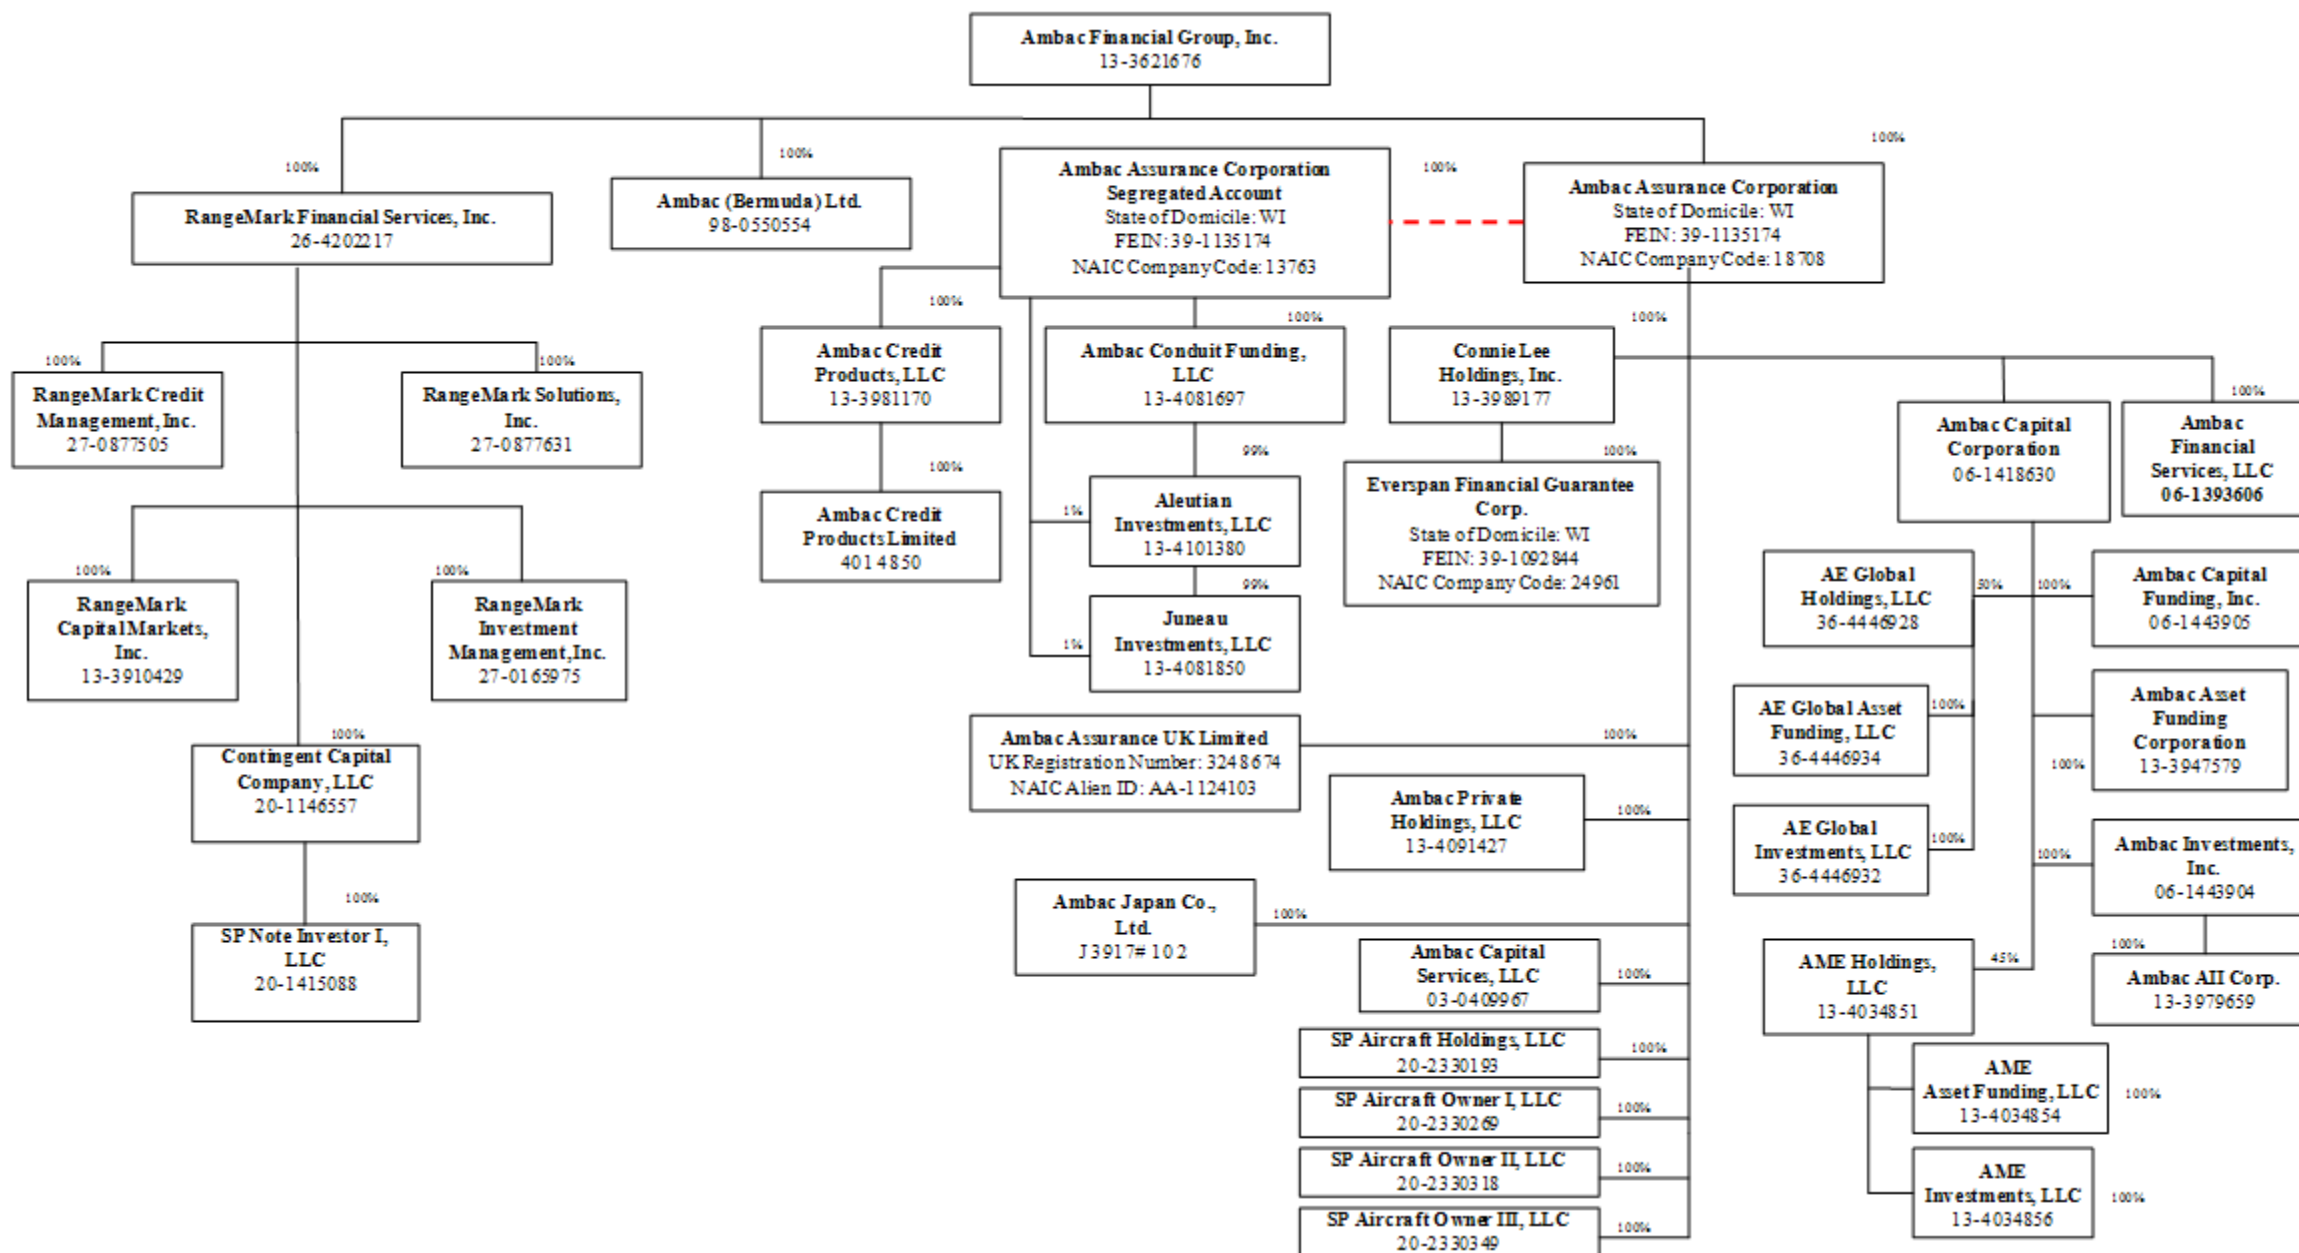 Ambac Financial Group, Inc.
13-3621676
100%
100%
100%
100%
RangeMark Financial Services, Inc.
26-4202217
Ambac (Bermuda) Ltd.
98-0550554
Ambac Assurance Corporation
Segregated Account
State of Domicile: WI
FEIN: 39-1135174
NAIC Company Code: 13763
Ambac Assurance Corporation
State of Domicile: WI
FEIN: 39-1135174
NAIC Company Code: 18708
100%
100%
RangeMark Credit
Management, Inc.
27-0877505
RangeMark Solutions,
Inc.
27-0877631
100%
100%
RangeMark
Capital Markets,
Inc.
13-3910429
RangeMark
Investment
Management, Inc.
27-0165975
100%
Contingent Capital
Company, LLC
20-1146557
100%
SP Note Investor I,
LLC
20-1415088
100%
Ambac Credit
Products, LLC
13-3981170
100%
Ambac Credit
Products Limited
4014850
100%
Ambac Conduit Funding,
LLC
13-4081697
99%
1%
Aleutian
Investments, LLC
13-4101380
99%
1%
Juneau
Investments, LLC
13-4081850
100%
Connie Lee
Holdings, Inc.
13-3989177
100%
Everspan Financial Guarantee
Corp.
State of Domicile: WI
FEIN: 39-1092844
NAIC Company Code: 24961
Ambac Assurance UK Limited
UK Registration Number: 3248674
NAIC Alien ID: AA-1124103
100%
Ambac Private
Holdings, LLC
13-4091427
100%
Ambac Japan Co.,
Ltd.
J3917#102
100%
Ambac Capital
Services, LLC
03-0409967
100%
SP Aircraft Holdings, LLC
20-2330193
100%
SP Aircraft Owner I, LLC
20-2330269
100%
SP Aircraft Owner II, LLC
20-2330318
100%
SP Aircraft Owner III, LLC
20-2330349
100%
Ambac Capital
Corporation
06-1418630
100%
Ambac
Financial
Services, LLC
06-1393606
AE Global
Holdings, LLC
36-4446928
50%
100%
Ambac Capital
Funding, Inc.
06-1443905
AE Global Asset
Funding, LLC
36-4446934
100%
Ambac Asset
Funding
Corporation
13-3947579
100%
AE Global
Investments, LLC
36-4446932
100%
100%
Ambac Investments,
Inc.
06-1443904
100%
Ambac AII Corp.
13-3979659
AME Holdings,
LLC
13-4034851
45%
AME
Asset Funding, LLC
13-4034854
100%
AME
Investments, LLC
13-4034856
100%